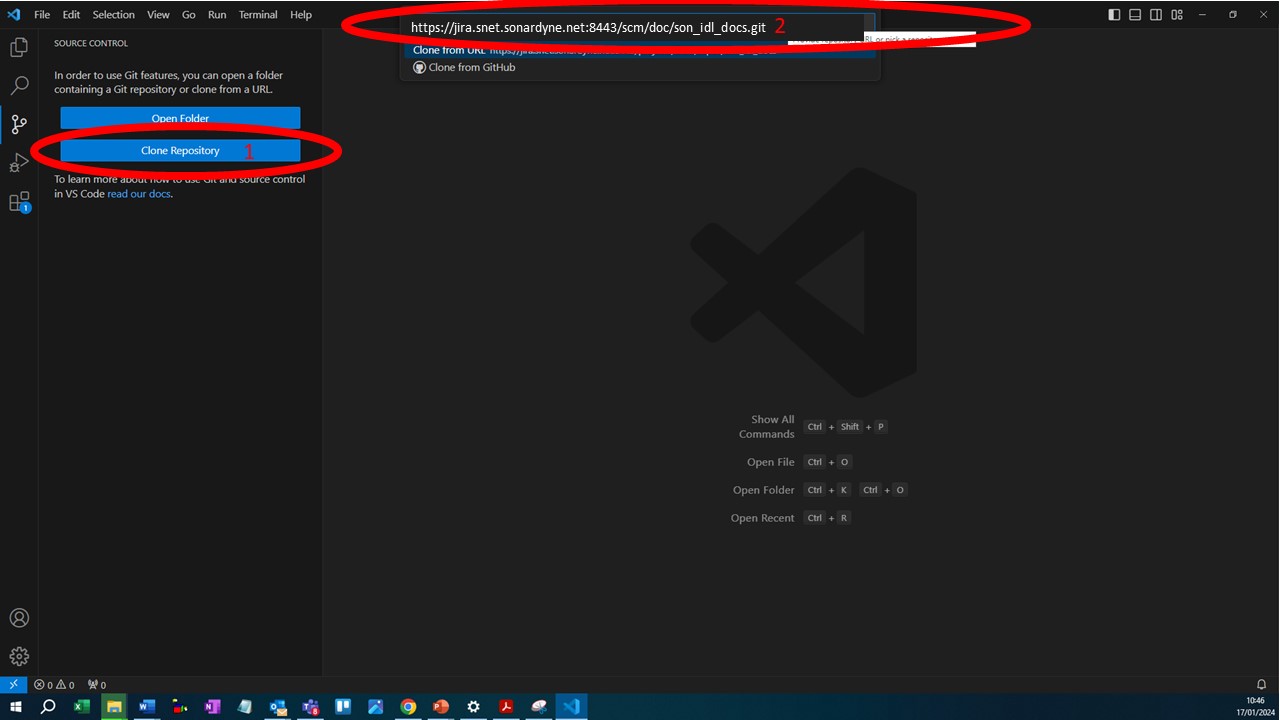 File Edit Selection View Go Run Terminal Help
https://jira.snet.sonardyne.net:8443/scm/doc/son_idl_docs.git 2
SOURCE CONTROL
Clone from URL
Clone from GitHub
In order to use Git features, you can open a folder
containing a Git repository or clone from a URL.
Open Folder
Clone Repository 1
To learn more about how to use Git and source control
in VS Code read our docs.
1
Show All
Commands
Ctrl + Shift + P
Open File Ctrl + O
Open Folder Ctrl + K Ctrl + O
Open Recent Ctrl + R
0 0 0
10:46
17/01/2024